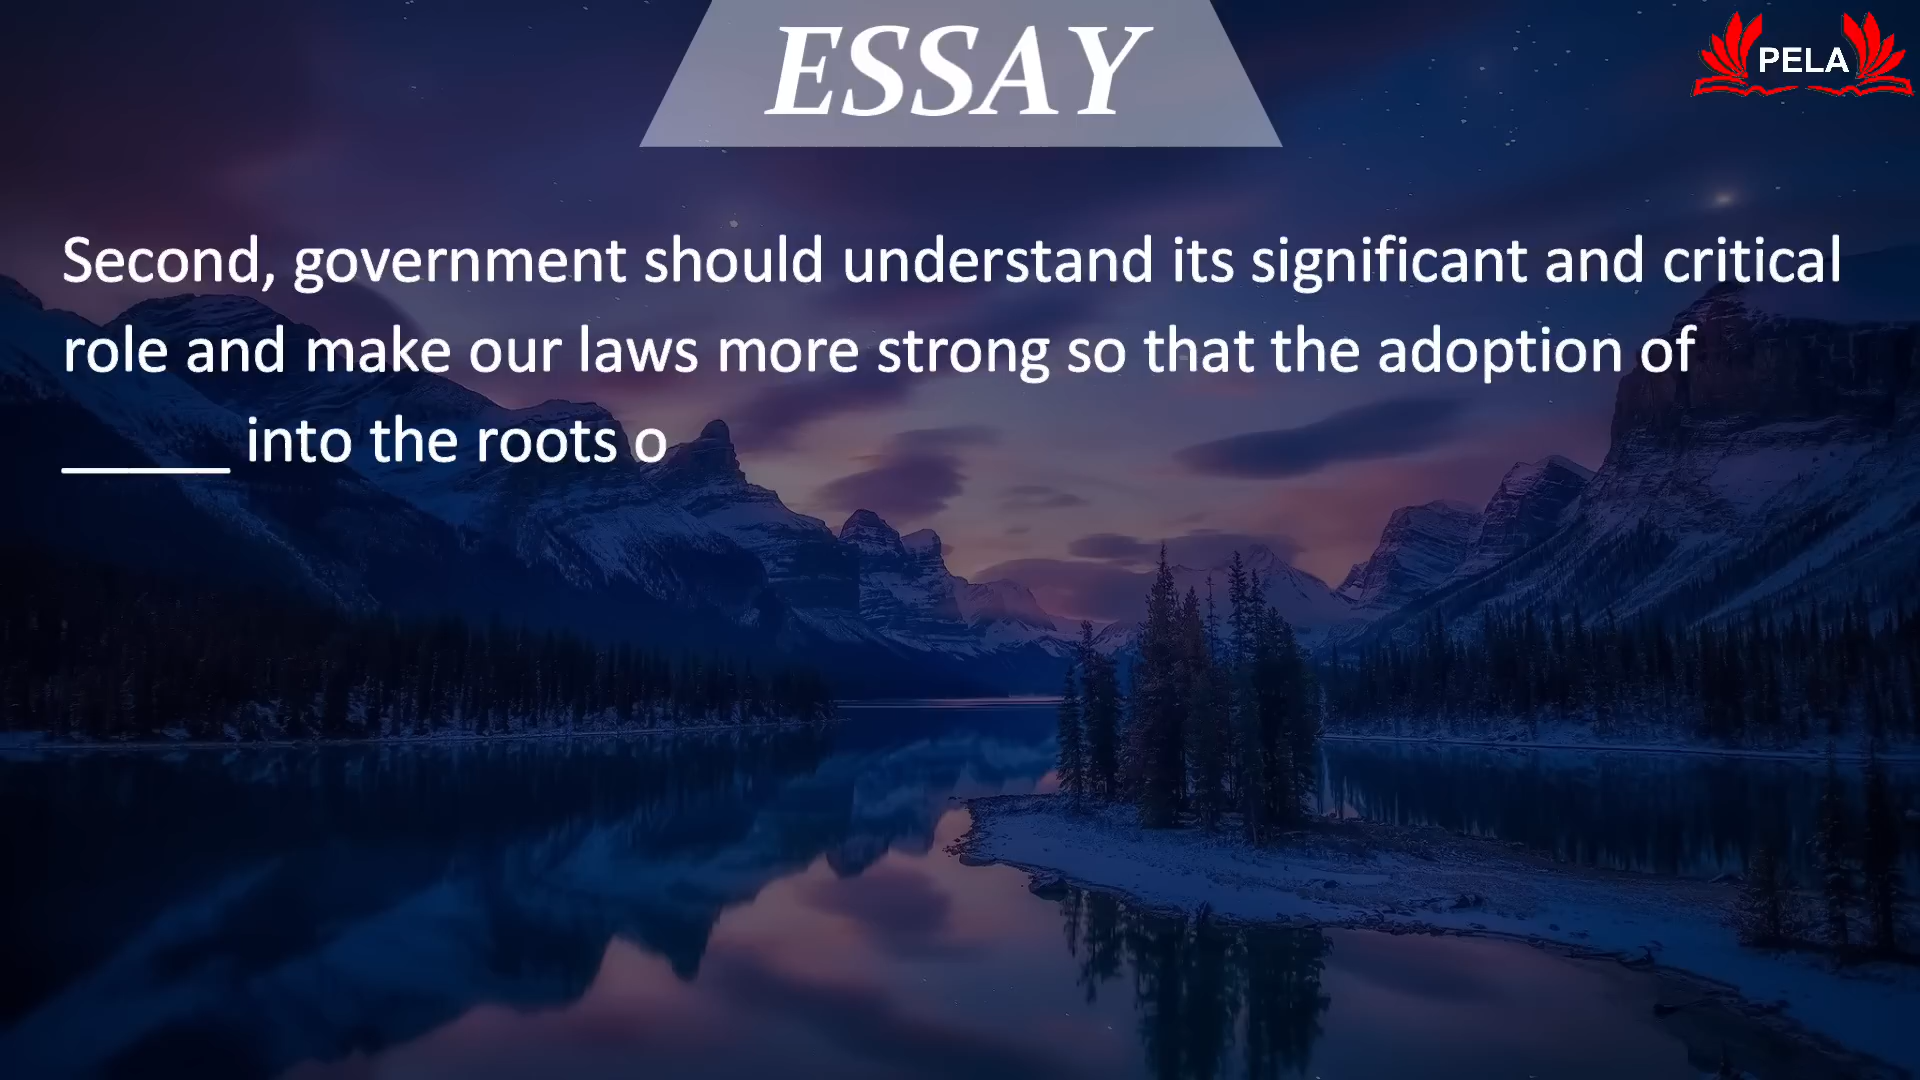 ESSAY
PELA
Second, government should understand its significant and critical
role and make our laws more strong so that the adoption of
_____ into the roots o